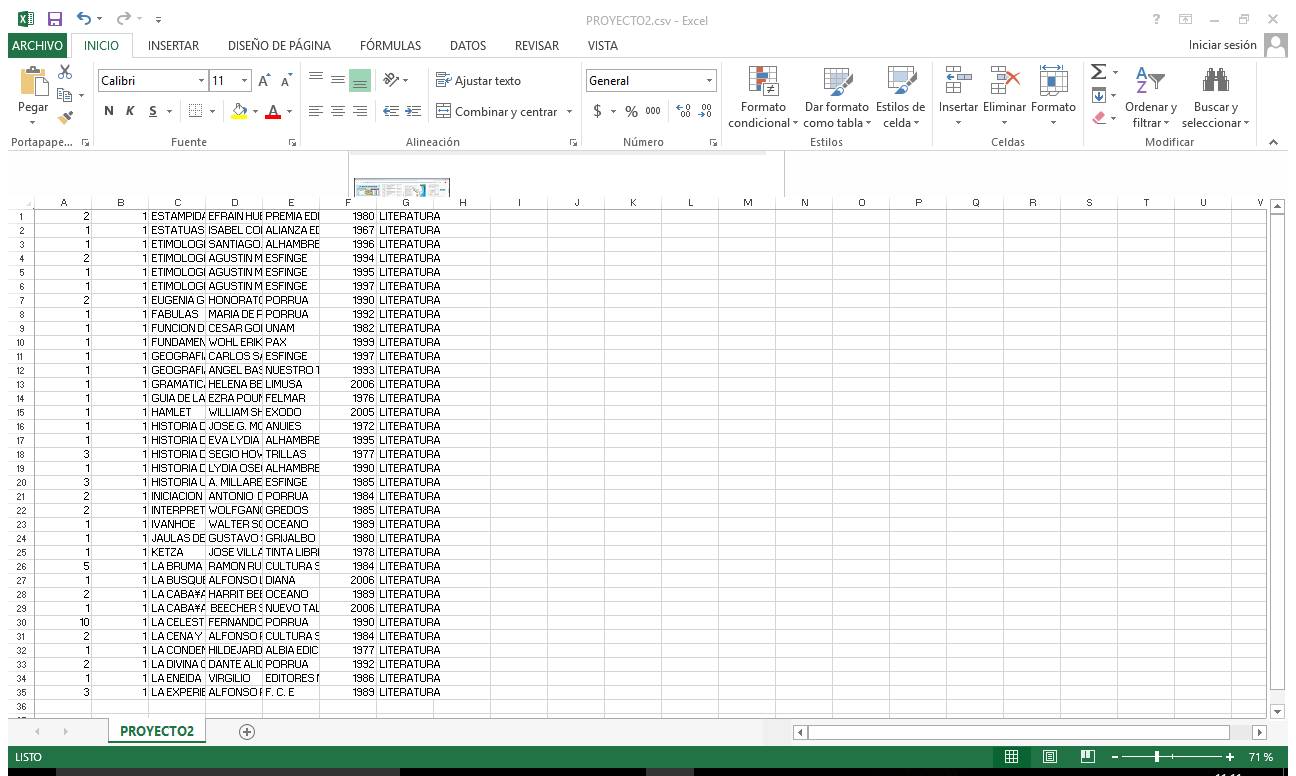 PROYECTO2.csv - Excel
?
ARCHIVO INICIO INSERTAR DISEÑO DE PÁGINA FÓRMULAS DATOS REVISAR VISTA Iniciar sesión
Calibri 11 Ajustar texto General
Pegar N K S A Combinar y centrar $ % 000 Formato condicional Dar formato como tabla Estilos de celda Insertar Eliminar Formato Ordenar y filtrar Buscar y seleccionar
Portapape... Fuente Alineación Número Estilos Celdas Modificar
A B C D E F G H I J K L M N O P Q R S T U V
1 2 1 ESTAMPIDA EFRAIN HUE PREMIA EDI 1980 LITERATURA
2 1 1 ESTATUAS ISABEL COI ALIANZA ED 1967 LITERATURA
3 1 1 ETIMOLOGI SANTIAGO. ALHAMBRE 1996 LITERATURA
4 2 1 ETIMOLOGI AGUSTIN M ESFINGE 1994 LITERATURA
5 1 1 ETIMOLOGI AGUSTIN M ESFINGE 1995 LITERATURA
6 1 1 ETIMOLOGI AGUSTIN M ESFINGE 1997 LITERATURA
7 2 1 EUGENIA G HONORATO PORRUA 1990 LITERATURA
8 1 1 FABULAS MARIA DE F PORRUA 1992 LITERATURA
9 1 1 FUNCION D CESAR GOI UNAM 1982 LITERATURA
10 1 1 FUNDAMEN WOHL ERIK PAX 1999 LITERATURA
11 1 1 GEOGRAFI CARLOS SA ESFINGE 1997 LITERATURA
12 1 1 GEOGRAFI ANGEL BAS NUESTRO T 1993 LITERATURA
13 1 1 GRAMATICA HELENA BE LIMUSA 2006 LITERATURA
14 1 1 GUIA DE LA EZRA POUN FELMAR 1976 LITERATURA
15 1 1 HAMLET WILLIAM SH EXODO 2005 LITERATURA
16 1 1 HISTORIA D JOSE G. MO ANUIES 1972 LITERATURA
17 1 1 HISTORIA D EVA LYDIA ALHAMBRE 1995 LITERATURA
18 3 1 HISTORIA D SEGIO HOW TRILLAS 1977 LITERATURA
19 1 1 HISTORIA D LYDIA OSEG ALHAMBRE 1990 LITERATURA
20 3 1 HISTORIA U A. MILLARE ESFINGE 1985 LITERATURA
21 2 1 INICIACION ANTONIO D PORRUA 1984 LITERATURA
22 2 1 INTERPRET WOLFGANG GREDOS 1985 LITERATURA
23 1 1 IVANHOE WALTER SC OCEANO 1989 LITERATURA
24 1 1 JAULAS DE GUSTAVO S GRIJALBO 1980 LITERATURA
25 1 1 KETZA JOSE VILLA TINTA LIBRE 1978 LITERATURA
26 5 1 LA BRUMA RAMON RU CULTURA S 1984 LITERATURA
27 1 1 LA BUSQUE ALFONSO L DIANA 2006 LITERATURA
28 2 1 LA CABA¥A HARRIT BEE OCEANO 1989 LITERATURA
29 1 1 LA CABA¥A BEECHER S NUEVO TAL 2006 LITERATURA
30 10 1 LA CELEST FERNANDO PORRUA 1990 LITERATURA
31 2 1 LA CENA Y ALFONSO F CULTURA S 1984 LITERATURA
32 1 1 LA CONDEN HILDEJARD ALBIA EDIC 1977 LITERATURA
33 2 1 LA DIVINA C DANTE ALIG PORRUA 1992 LITERATURA
34 1 1 LA ENEIDA VIRGILIO EDITORES M 1986 LITERATURA
35 3 1 LA EXPERIE ALFONSO F F. C. E 1989 LITERATURA
36
PROYECTO2
LISTO 71 %